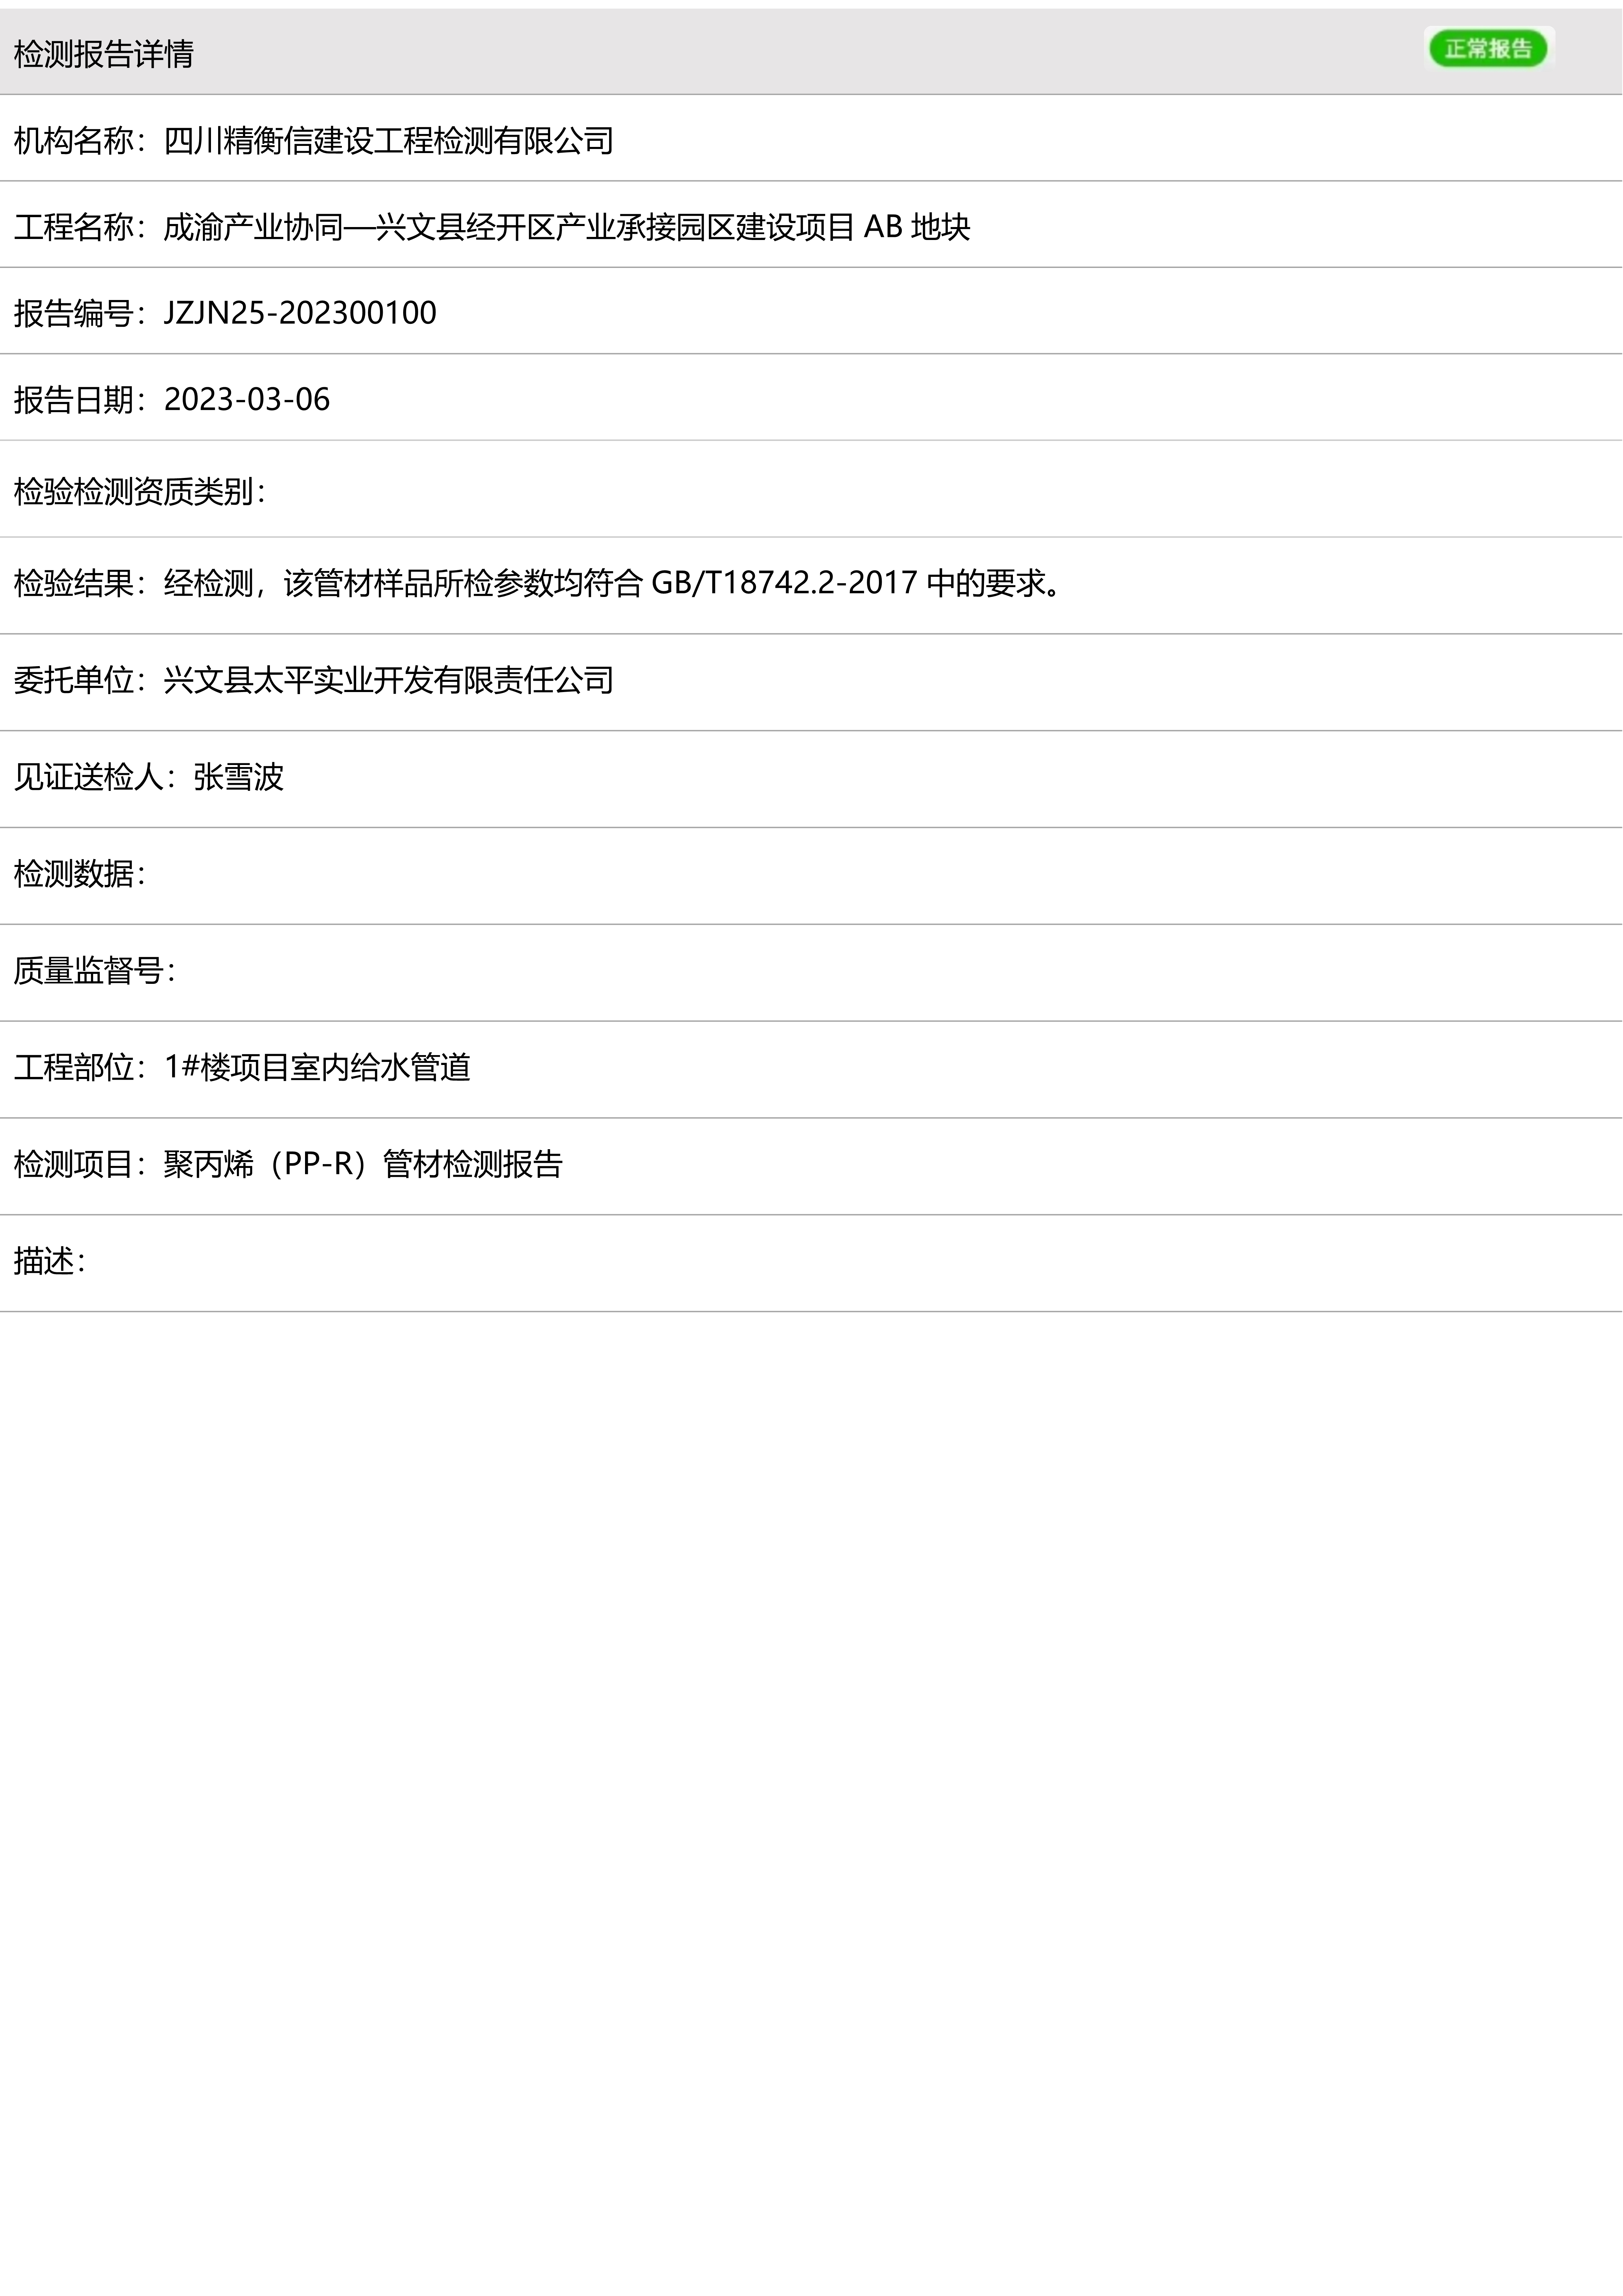 检测报告详情
正常报告
机构名称：四川精衡信建设工程检测有限公司
工程名称：成渝产业协同—兴文县经开区产业承接园区建设项目 AB 地块
报告编号：JZJN25-202300100
报告日期：2023-03-06
检验检测资质类别：
检验结果：经检测，该管材样品所检参数均符合 GB/T18742.2-2017 中的要求。
委托单位：兴文县太平实业开发有限责任公司
见证送检人：张雪波
检测数据：
质量监督号：
工程部位：1#楼项目室内给水管道
检测项目：聚丙烯（PP-R）管材检测报告
描述：